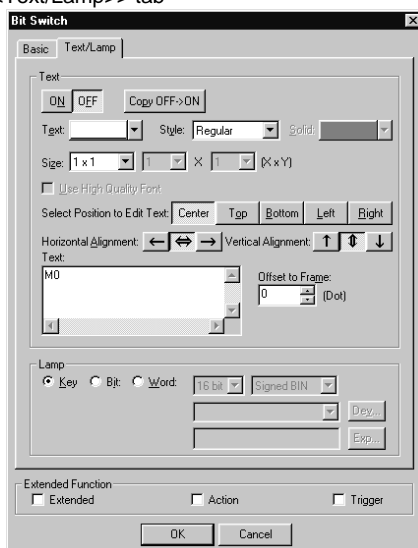 <Text/Lamp>> tab
Bit Switch
Basic Text/Lamp
Text
ON OFF Copy OFF->ON
Text: Style: Regular Solid:
Size: 1 x 1 1 X 1 (X x Y)
Use High Quality Font
Select Position to Edit Text: Center Top Bottom Left Right
Horizontal Alignment: Vertical Alignment:
Text:
M0
Offset to Frame:
0 (Dot)
Lamp
Key Bit: Word: 16 bit Signed BIN
Dev...
Exp...
Extended Function
Extended Action Trigger
OK Cancel